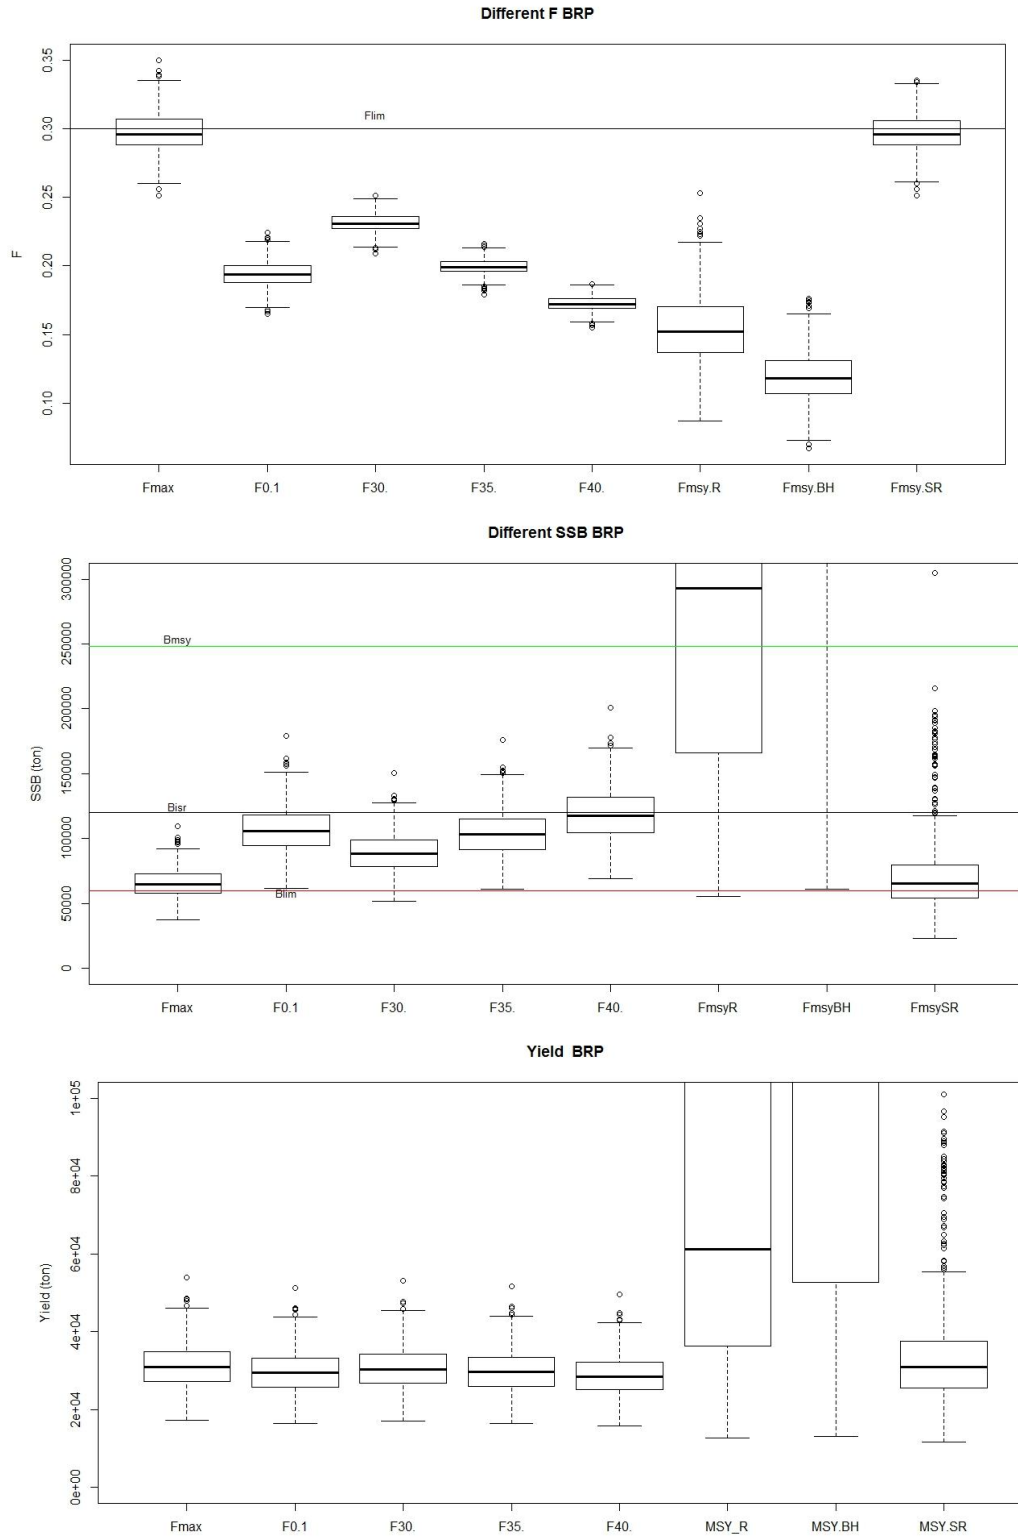 Different F BRP
0.35
0.30
0.25
0.20
0.15
0.10
F
Flim
Fmax F0.1 F30. F35. F40. Fmsy.R Fmsy.BH Fmsy.SR
Different SSB BRP
300000
250000
200000
150000
100000
50000
0
SSB (ton)
Bmsy
Bisr
Blim
Fmax F0.1 F30. F35. F40. FmsyR FmsyBH FmsySR
Yield BRP
1e+05
8e+04
6e+04
4e+04
2e+04
0e+00
Yield (ton)
Fmax F0.1 F30. F35. F40. MSY_R MSY.BH MSY.SR